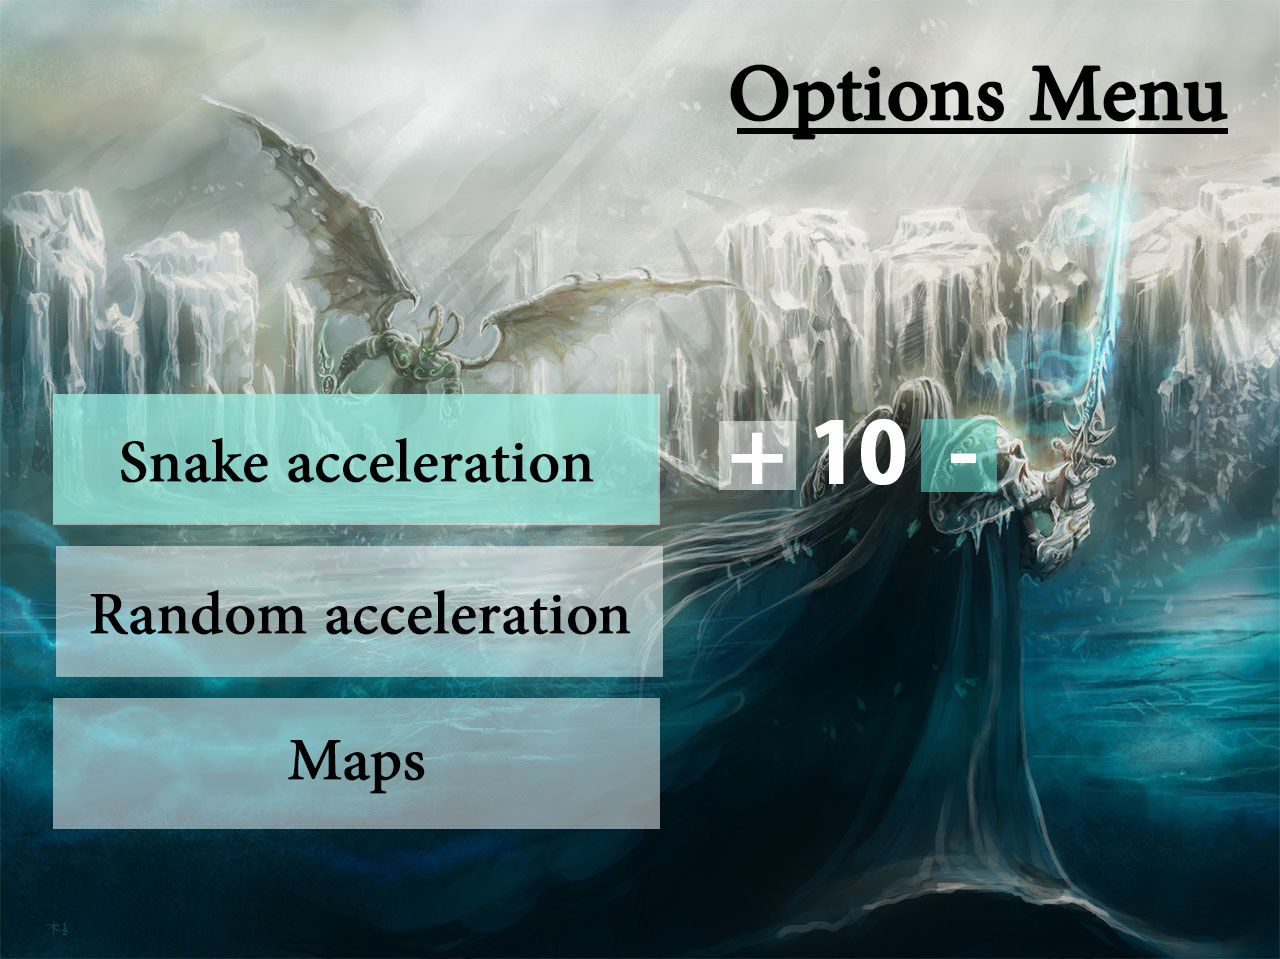 Options Menu
Snake acceleration
+ 10 -
Random acceleration
Maps